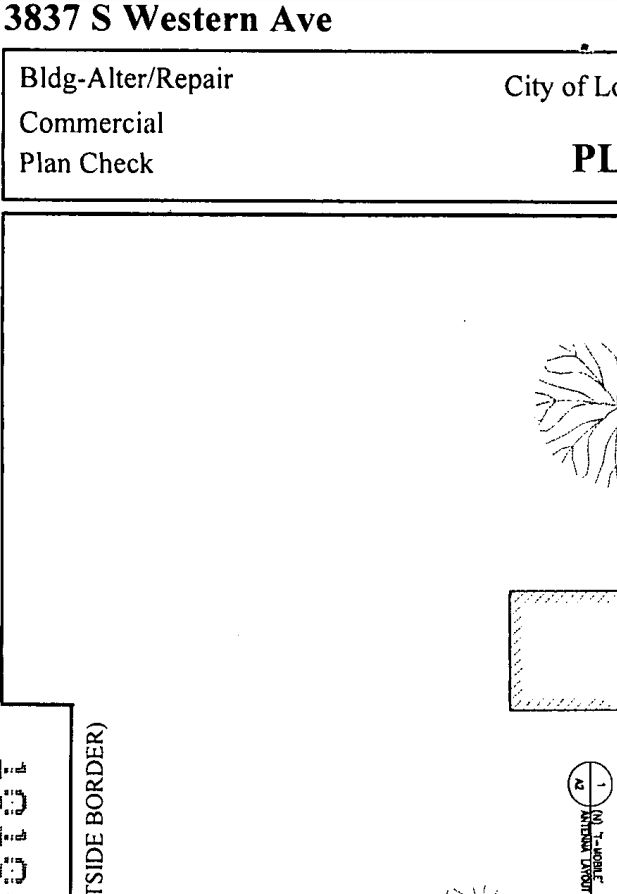 3837 S Western Ave
Bldg-Alter/Repair
City of Lo
Commercial
Plan Check
PL
TSIDE BORDER)
1
A2
(N) "T-MOBILE"
ANTENNA LAYOUT